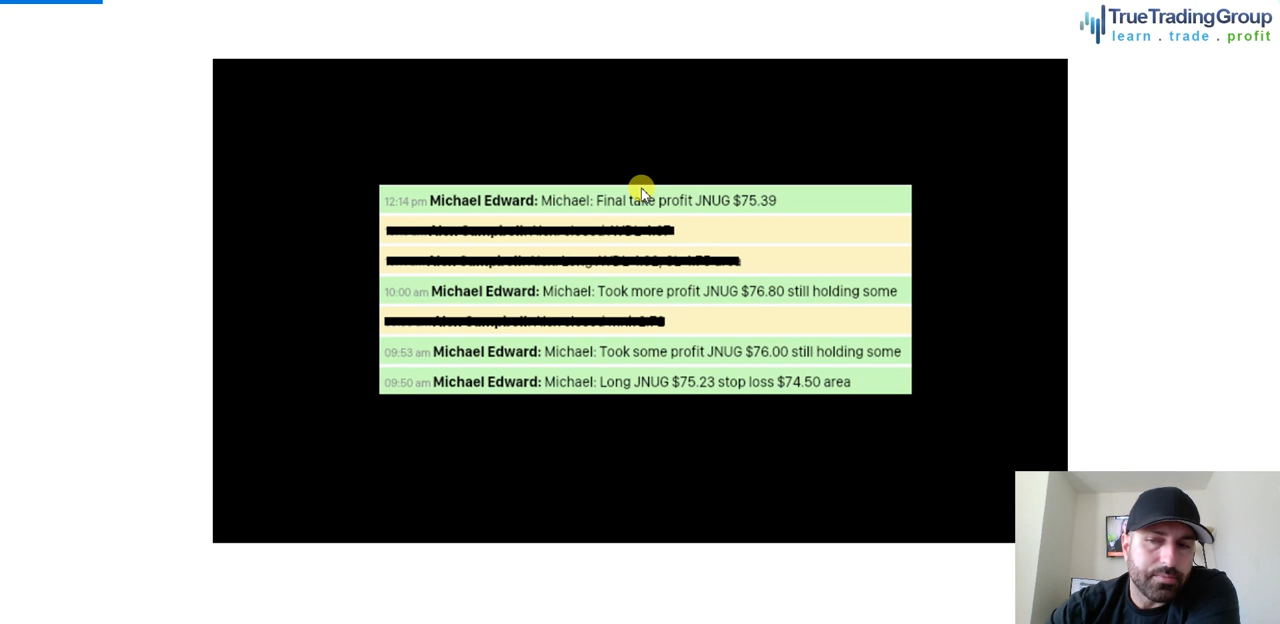 TrueTradingGroup
learn . trade . profit
12:14 pm Michael Edward: Michael: Final take profit JNUG $75.39
10:00 am Michael Edward: Michael: Took more profit JNUG $76.80 still holding some
09:53 am Michael Edward: Michael: Took some profit JNUG $76.00 still holding some
09:50 am Michael Edward: Michael: Long JNUG $75.23 stop loss $74.50 area